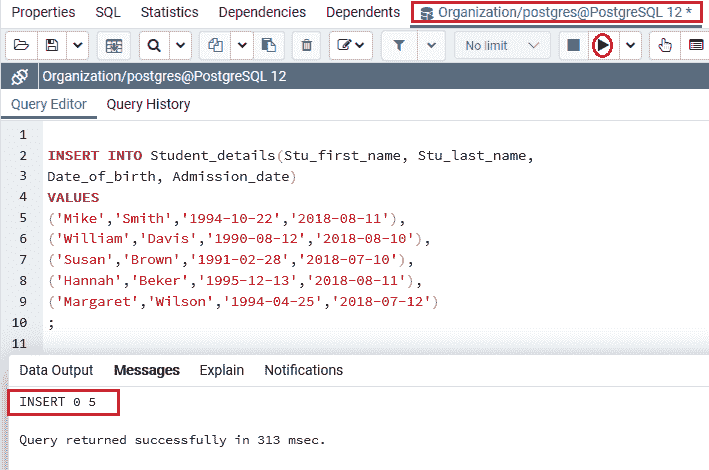 Properties SQL Statistics Dependencies Dependents Organization/postgres@PostgreSQL 12 *
No limit
Organization/postgres@PostgreSQL 12
Query Editor Query History
1
2 INSERT INTO Student_details(Stu_first_name, Stu_last_name,
3 Date_of_birth, Admission_date)
4 VALUES
5 ('Mike','Smith','1994-10-22','2018-08-11'),
6 ('William','Davis','1990-08-12','2018-08-10'),
7 ('Susan','Brown','1991-02-28','2018-07-10'),
8 ('Hannah','Beker','1995-12-13','2018-08-11'),
9 ('Margaret','Wilson','1994-04-25','2018-07-12')
10 ;
11
Data Output Messages Explain Notifications
INSERT 0 5
Query returned successfully in 313 msec.